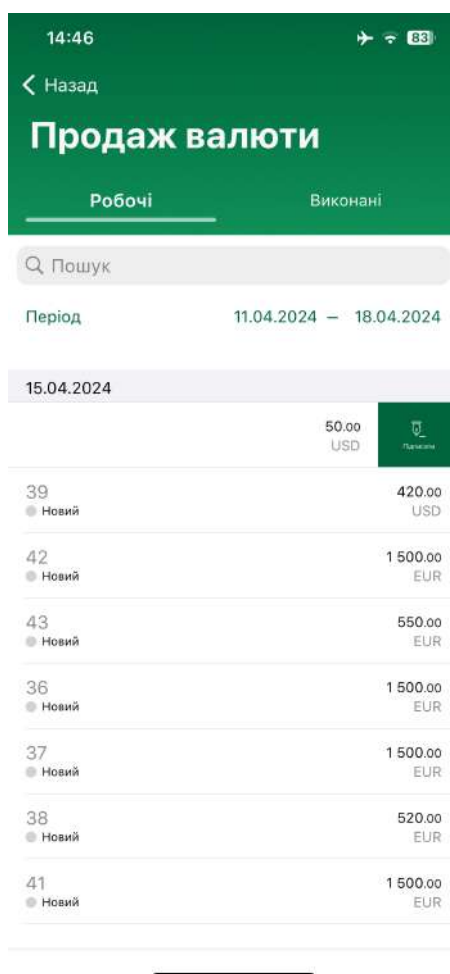 14:46
83
Назад
Продаж валюти
Робочі Виконані
Пошук
Період 11.04.2024 – 18.04.2024
15.04.2024
50.00
USD
Підписати
39 420.00
Новий USD
42 1 500.00
Новий EUR
43 550.00
Новий EUR
36 1 500.00
Новий EUR
37 1 500.00
Новий EUR
38 520.00
Новий EUR
41 1 500.00
Новий EUR